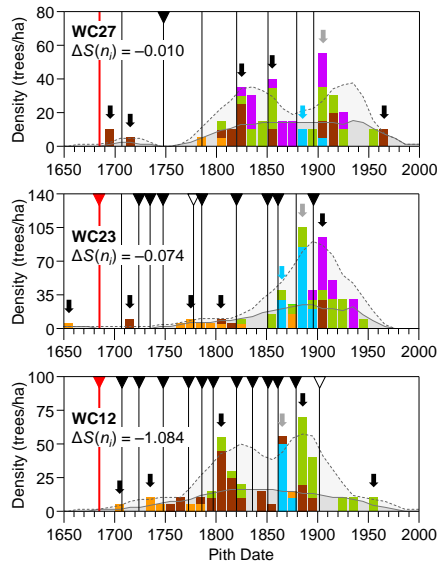 80
60
40
20
0
Density (trees/ha)
WC27
ΔS(nᵢ) = –0.010
1650 1700 1750 1800 1850 1900 1950 2000
140
105
75
30
0
Density (trees/ha)
WC23
ΔS(nᵢ) = –0.074
1650 1700 1750 1800 1850 1900 1950 2000
100
75
50
25
0
Density (trees/ha)
WC12
ΔS(nᵢ) = –1.084
1650 1700 1750 1800 1850 1900 1950 2000
Pith Date